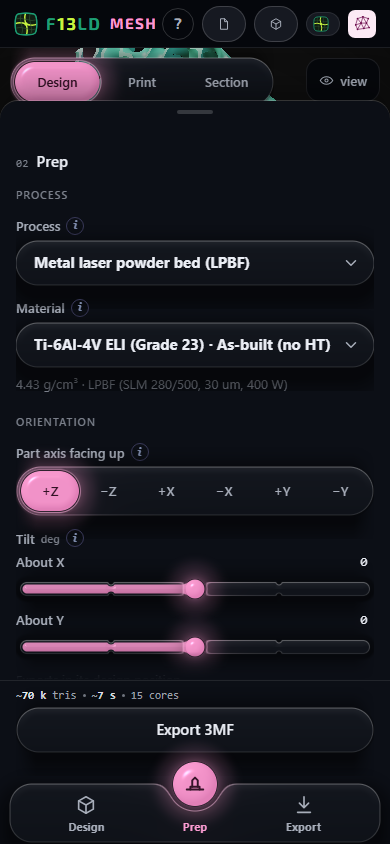 F13LD MESH ?
Design Print Section view
02 Prep
PROCESS
Process i
Metal laser powder bed (LPBF)
Material i
Ti-6Al-4V ELI (Grade 23) · As-built (no HT)
4.43 g/cm³ · LPBF (SLM 280/500, 30 um, 400 W)
ORIENTATION
Part axis facing up i
+Z −Z +X −X +Y −Y
Tilt deg i
About X 0
About Y 0
~70 k tris • ~7 s • 15 cores
Export 3MF
Design Prep Export